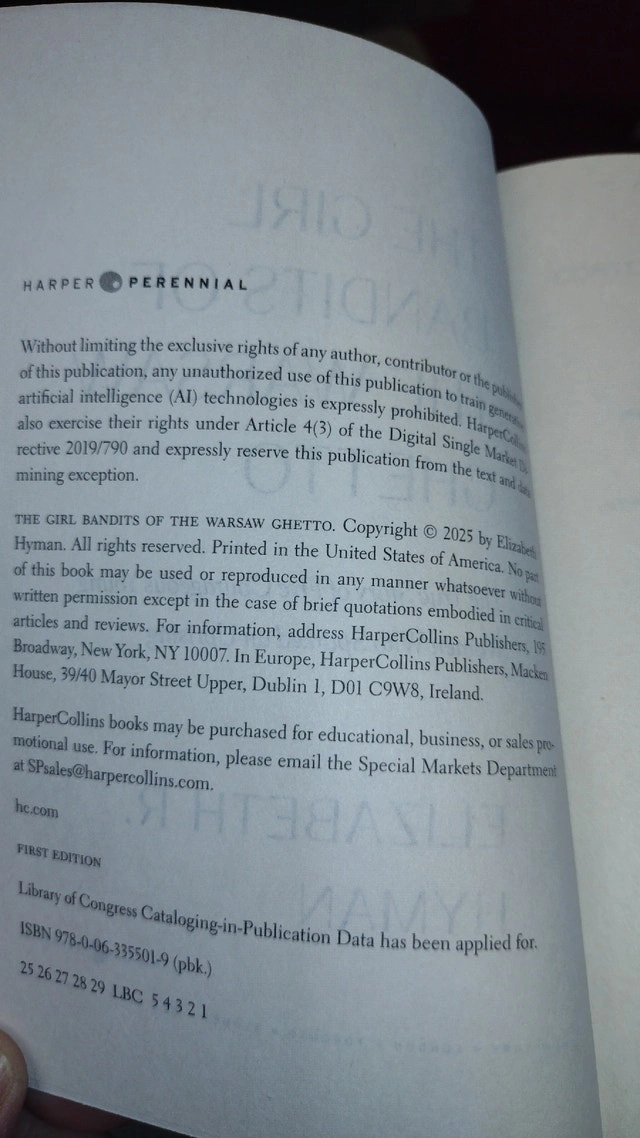 HARPER PERENNIAL
Without limiting the exclusive rights of any author, contributor or the
of this publication, any unauthorized use of this publication to train
artificial intelligence (AI) technologies is expressly prohibited.
also exercise their rights under Article 4(3) of the Digital Single Market
rective 2019/790 and expressly reserve this publication from the text and data
mining exception.
THE GIRL BANDITS OF THE WARSAW GHETTO. Copyright © 2025 by Elizabeth
Hyman. All rights reserved. Printed in the United States of America. No part
of this book may be used or reproduced in any manner whatsoever without
written permission except in the case of brief quotations embodied in critical
articles and reviews. For information, address HarperCollins Publishers, 195
Broadway, New York, NY 10007. In Europe, HarperCollins Publishers, Macken
House, 39/40 Mayor Street Upper, Dublin 1, D01 C9W8, Ireland.
HarperCollins books may be purchased for educational, business, or sales pro-
motional use. For information, please email the Special Markets Department
at SPsales@harpercollins.com.
hc.com
FIRST EDITION
Library of Congress Cataloging-in-Publication Data has been applied for.
ISBN 978-0-06-335501-9 (pbk.)
25 26 27 28 29 LBC 5 4 3 2 1